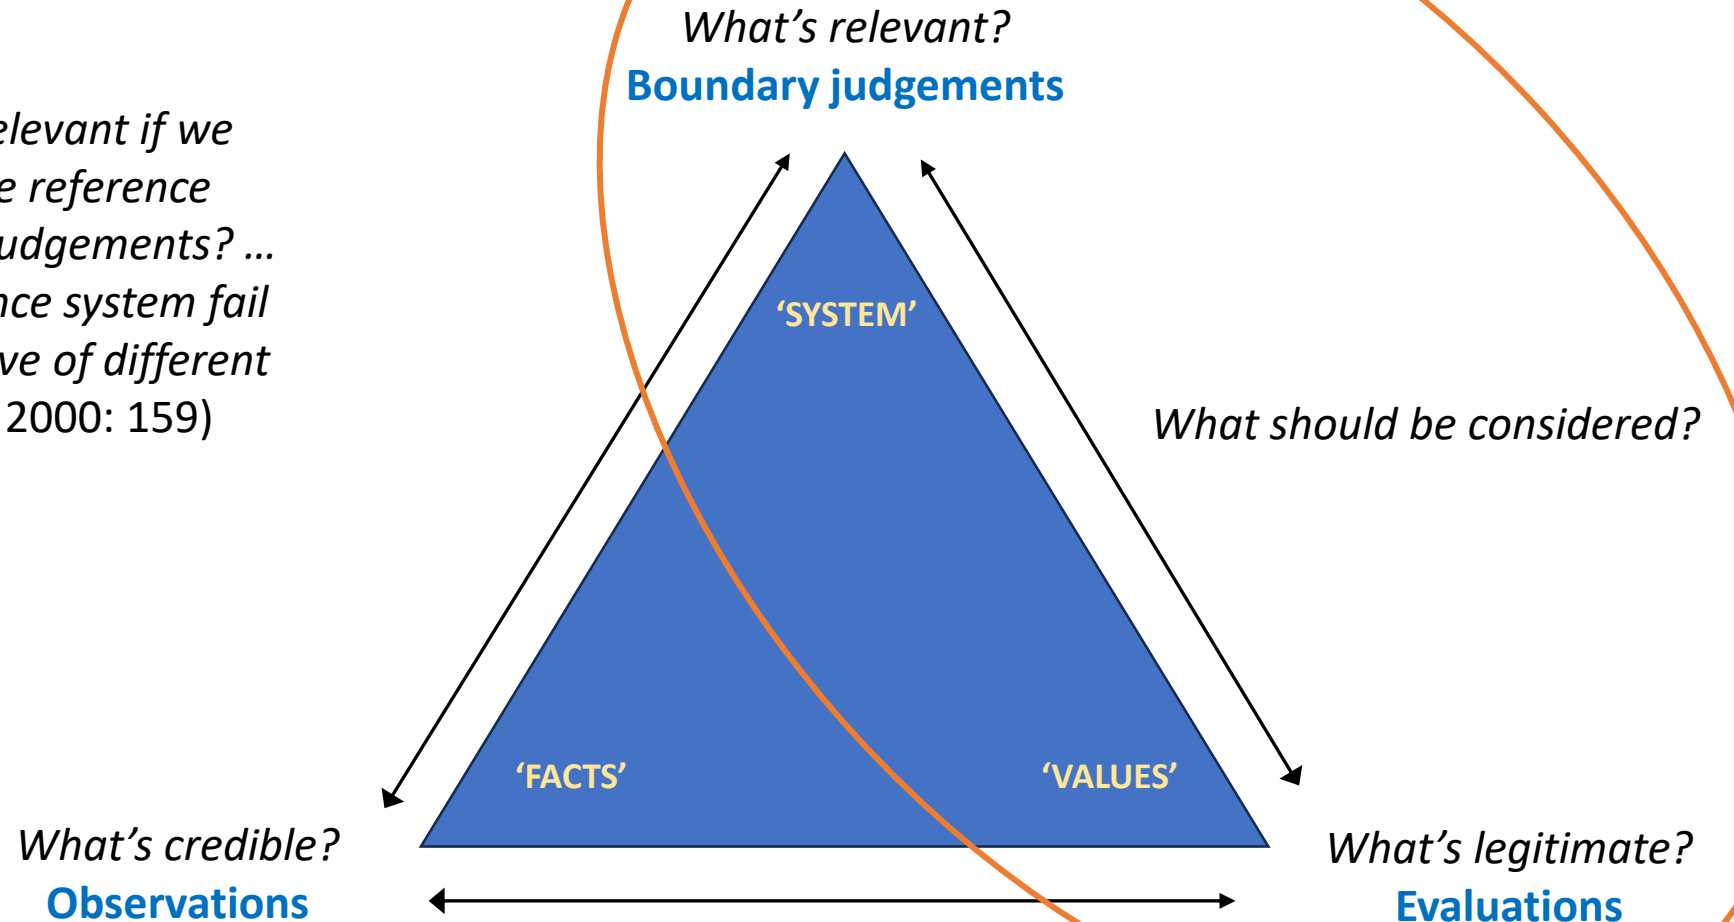 What’s relevant?
Boundary judgements
elevant if we
e reference
udgements? …
nce system fail
ve of different
2000: 159)
‘SYSTEM’
What should be considered?
‘FACTS’
‘VALUES’
What’s credible?
Observations
What’s legitimate?
Evaluations